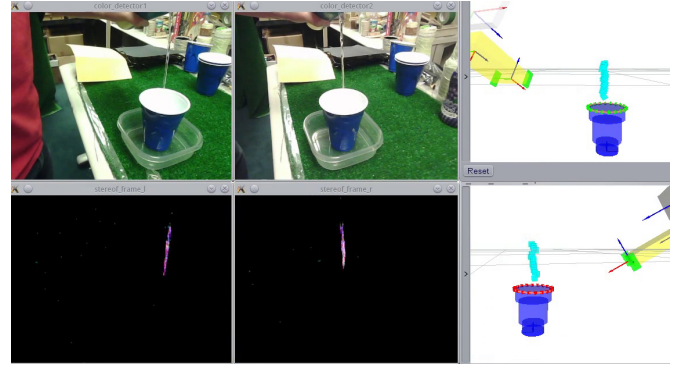 color_detector1
color_detector2
stereof_frame_l
stereof_frame_r
Reset